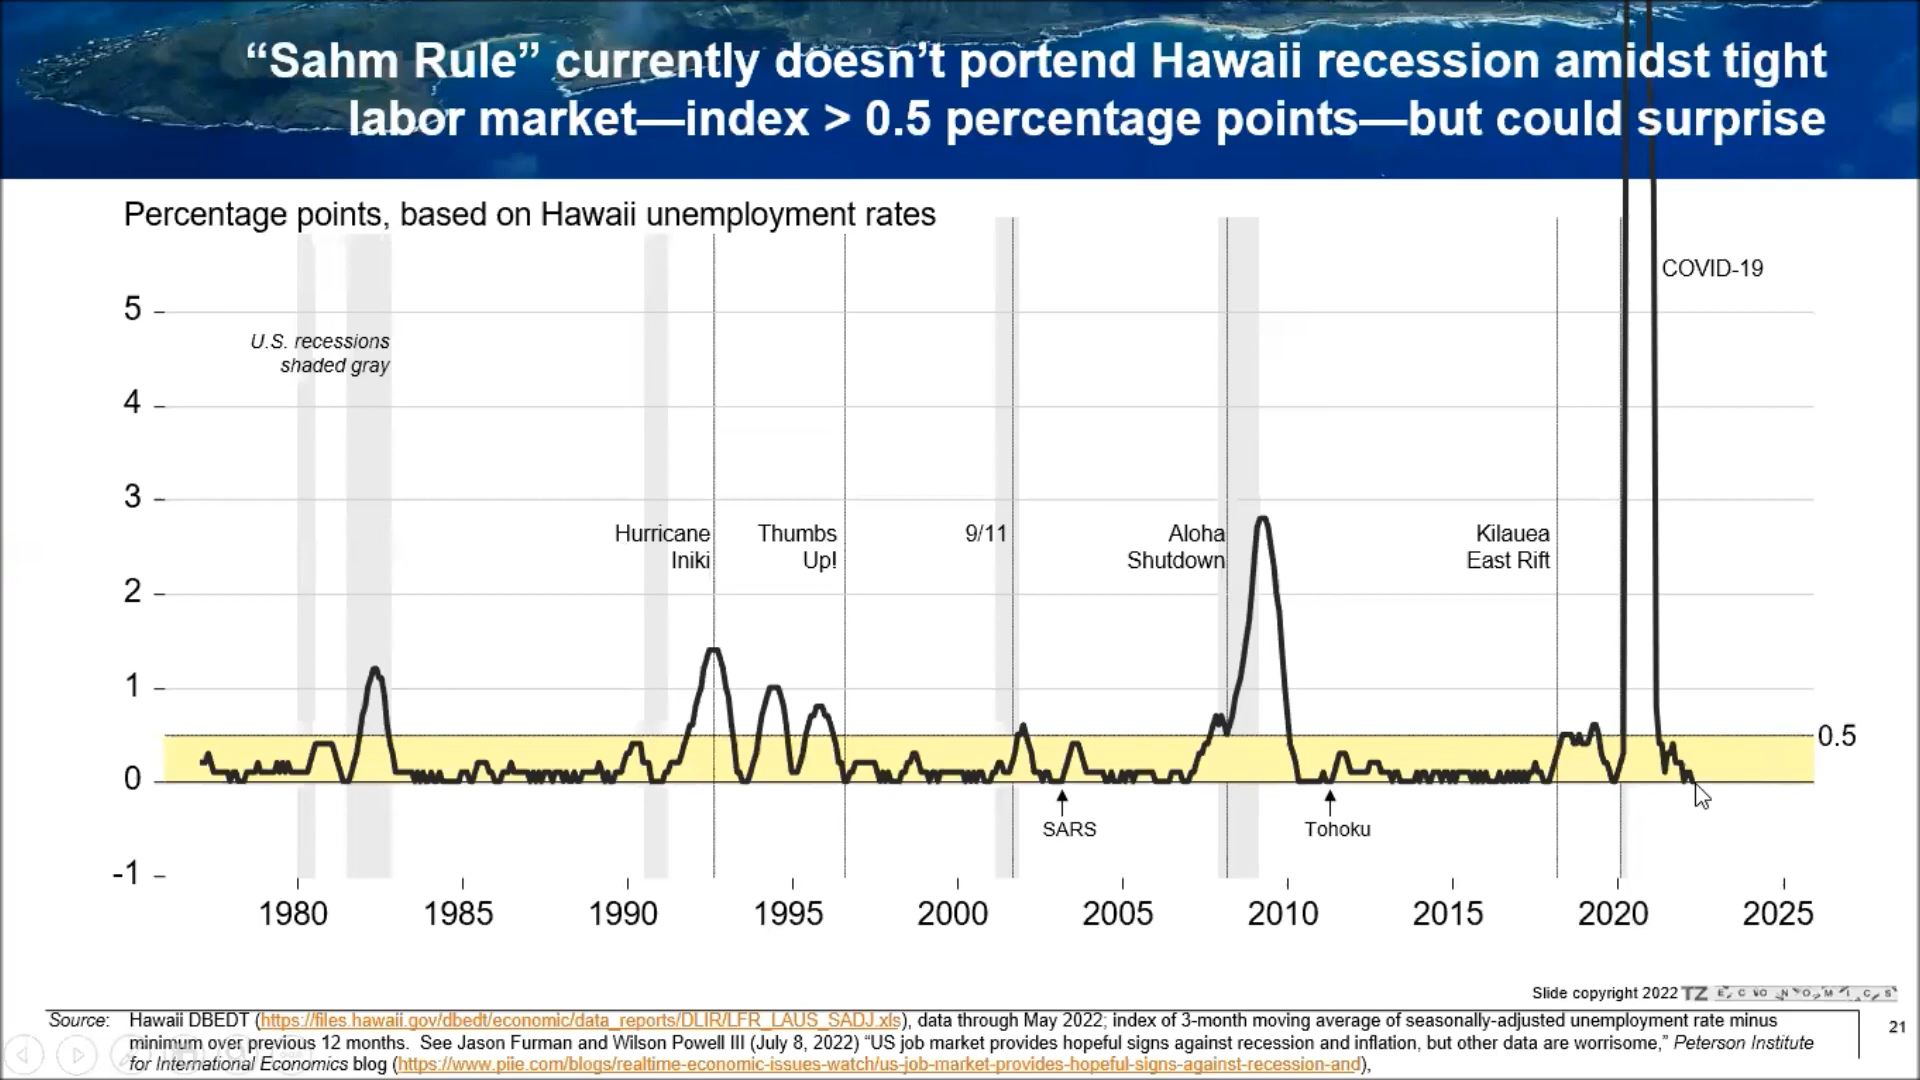 “Sahm Rule” currently doesn’t portend Hawaii recession amidst tight
labor market—index > 0.5 percentage points—but could surprise
Percentage points, based on Hawaii unemployment rates
COVID-19
5
U.S. recessions
shaded gray
4
3
Hurricane
Iniki
Thumbs
Up!
9/11
Aloha
Shutdown
Kilauea
East Rift
2
1
0.5
0
SARS
Tohoku
-1
1980 1985 1990 1995 2000 2005 2010 2015 2020 2025
Slide copyright 2022 TZ ECONOMICS
Source: Hawaii DBEDT (https://files.hawaii.gov/dbedt/economic/data_reports/DLIR/LFR_LAUS_SADJ.xls), data through May 2022; index of 3-month moving average of seasonally-adjusted unemployment rate minus
minimum over previous 12 months. See Jason Furman and Wilson Powell III (July 8, 2022) “US job market provides hopeful signs against recession and inflation, but other data are worrisome,” Peterson Institute
for International Economics blog (https://www.piie.com/blogs/realtime-economic-issues-watch/us-job-market-provides-hopeful-signs-against-recession-and),
21